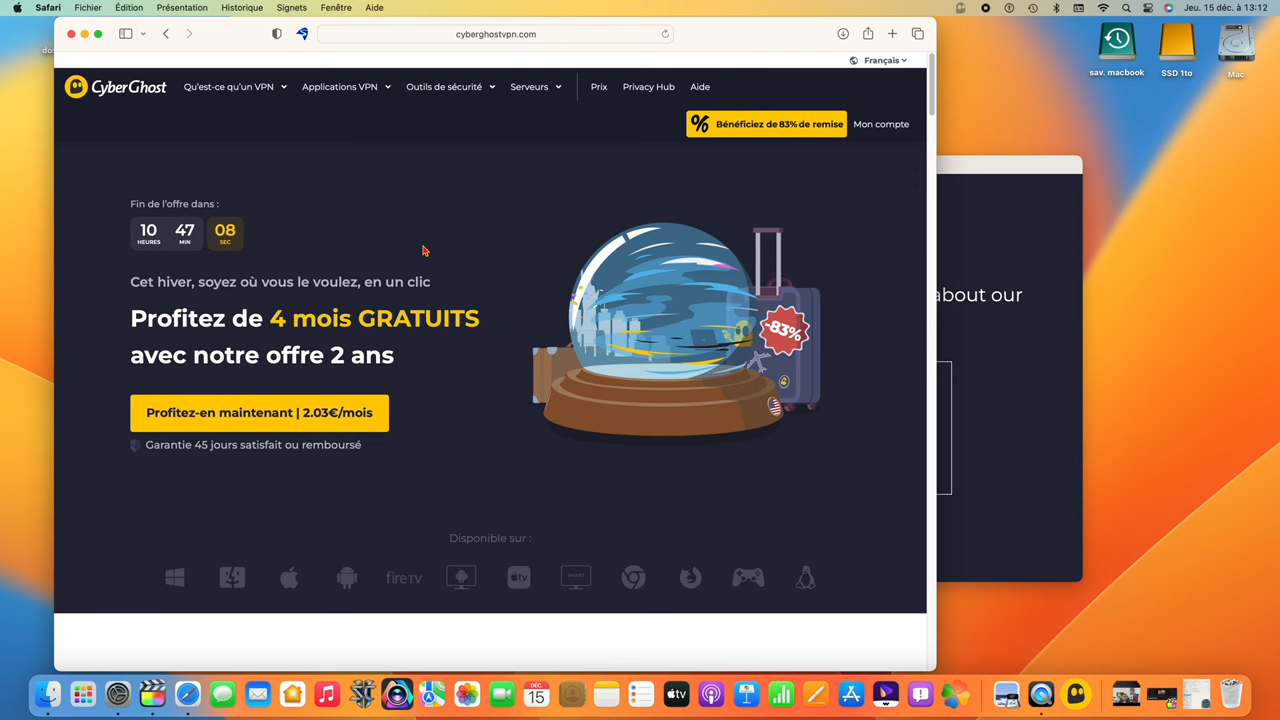 Safari Fichier Édition Présentation Historique Signets Fenêtre Aide
Jeu. 15 déc. à 13:12
cyberghostvpn.com
Français
CyberGhost
Qu'est-ce qu'un VPN
Applications VPN
Outils de sécurité
Serveurs
Prix
Privacy Hub
Aide
% Bénéficiez de 83% de remise
Mon compte
Fin de l'offre dans :
10 47 08
HEURES MIN SEC
Cet hiver, soyez où vous le voulez, en un clic
Profitez de 4 mois GRATUITS
avec notre offre 2 ans
Profitez-en maintenant | 2.03€/mois
Garantie 45 jours satisfait ou remboursé
-83%
Disponible sur :
fireTV
tv
SMART
about our
sav. macbook
SSD 1to
Mac
DÉC.
15
tv